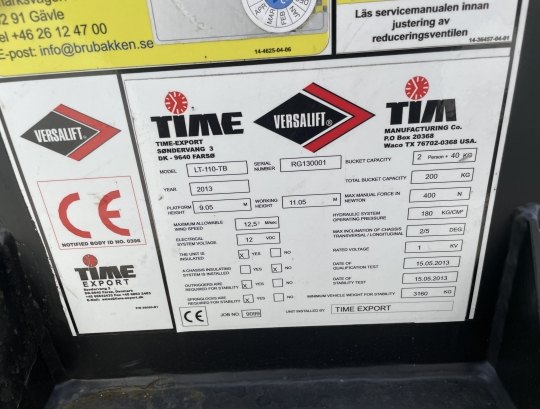 92 91 Gävle
el +46 26 12 47 00
E-post: info@brubakken.se
14-4625-04-06
APR
MAR
FEB
Läs servicemanualen innan
justering av
reduceringsventilen
14-36457-04-01
VERSALIFT®
CE
NOTIFIED BODY ID NO. 0396
TIME
EXPORT
TIME
TIME-EXPORT
SØNDERVANG 3
DK - 9640 FARSØ
VERSALIFT®
TIM
MANUFACTURING Co.
P.O Box 20368
Waco TX 76702-0368 USA.
MODEL LT-110-TB SERIAL NUMBER RG130001 BUCKET CAPACITY 2 Person + 40 KG
YEAR 2013 TOTAL BUCKET CAPACITY 200 KG
PLATFORM HEIGHT 9.05 M WORKING HEIGHT 11.05 M MAX MANUAL FORCE IN NEWTON 400 N
MAXIMUM ALLOWABLE WIND SPEED 12,5 M/sec HYDRAULIC SYSTEM OPERATING PRESSURE 180 KG/CM²
ELECTRICAL SYSTEM VOLTAGE 12 VDC MAX INCLINATION OF CHASSIS TRANSVERSAL / LONGITUDINAL 2/5 DEG
THE UNIT IS INSULATED X YES NO RATED VOLTAGE 1 KV
A CHASSIS INSULATING SYSTEM IS INSTALLED YES X NO DATE OF QUALIFICATION TEST 15.05.2013
OUTRIGGERS ARE REQUIRED FOR STABILITY X YES NO DATE OF STABILITY TEST 15.05.2013
SPRINGLOCKS ARE REQUIRED FOR STABILITY X YES NO MINIMUM VEHICLE WEIGHT FOR STABILITY 3160 KG
CE JOB NO. 9099 UNIT INSTALLED BY TIME EXPORT